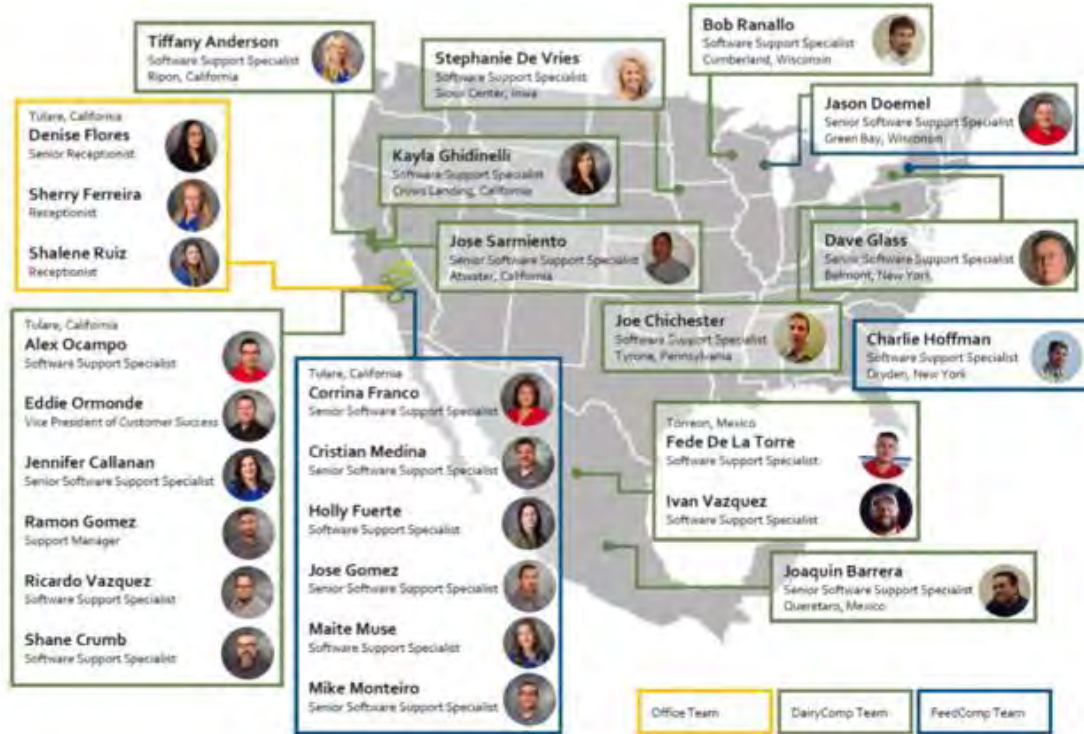 Tiffany Anderson
Software Support Specialist
Ripon, California
Stephanie De Vries
Software Support Specialist
Sioux Center, Iowa
Bob Ranallo
Software Support Specialist
Cumberland, Wisconsin
Jason Doemel
Senior Software Support Specialist
Green Bay, Wisconsin
Tulare, California
Denise Flores
Senior Receptionist
Sherry Ferreira
Receptionist
Shalene Ruiz
Receptionist
Kayla Ghidinelli
Software Support Specialist
Crows Landing, California
Jose Sarmiento
Senior Software Support Specialist
Atwater, California
Dave Glass
Senior Software Support Specialist
Belmont, New York
Joe Chichester
Software Support Specialist
Tyrone, Pennsylvania
Charlie Hoffman
Software Support Specialist
Dryden, New York
Tulare, California
Alex Ocampo
Software Support Specialist
Eddie Ormonde
Vice President of Customer Success
Jennifer Callanan
Senior Software Support Specialist
Ramon Gomez
Support Manager
Ricardo Vazquez
Software Support Specialist
Shane Crumb
Software Support Specialist
Tulare, California
Corrina Franco
Senior Software Support Specialist
Cristian Medina
Senior Software Support Specialist
Holly Fuerte
Software Support Specialist
Jose Gomez
Senior Software Support Specialist
Maite Muse
Software Support Specialist
Mike Monteiro
Senior Software Support Specialist
Torreon, Mexico
Fede De La Torre
Software Support Specialist
Ivan Vazquez
Software Support Specialist
Joaquin Barrera
Senior Software Support Specialist
Queretaro, Mexico
Office Team
DairyComp Team
FeedComp Team